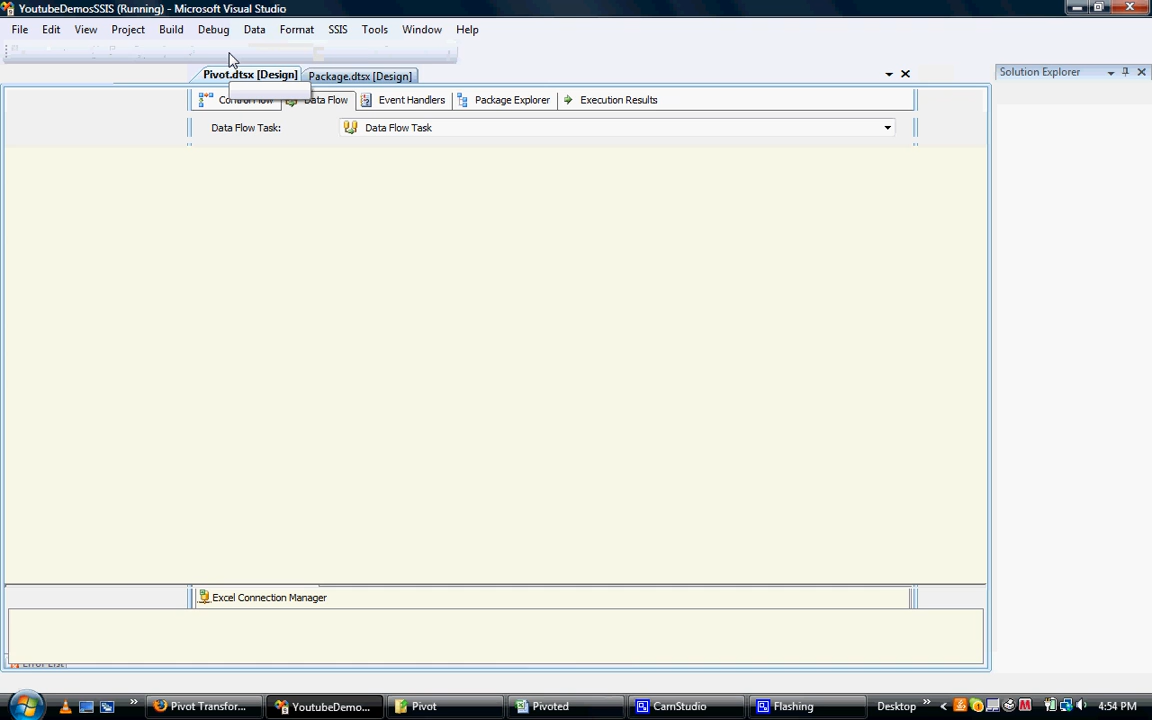 YoutubeDemosSSIS (Running) - Microsoft Visual Studio
File Edit View Project Build Debug Data Format SSIS Tools Window Help
Pivot.dtsx [Design] Package.dtsx [Design] Solution Explorer
Control Flow Data Flow Event Handlers Package Explorer Execution Results
Data Flow Task: Data Flow Task
Excel Connection Manager
Error List
Pivot Transfor... YoutubeDemo... Pivot Pivoted CamStudio Flashing Desktop 4:54 PM